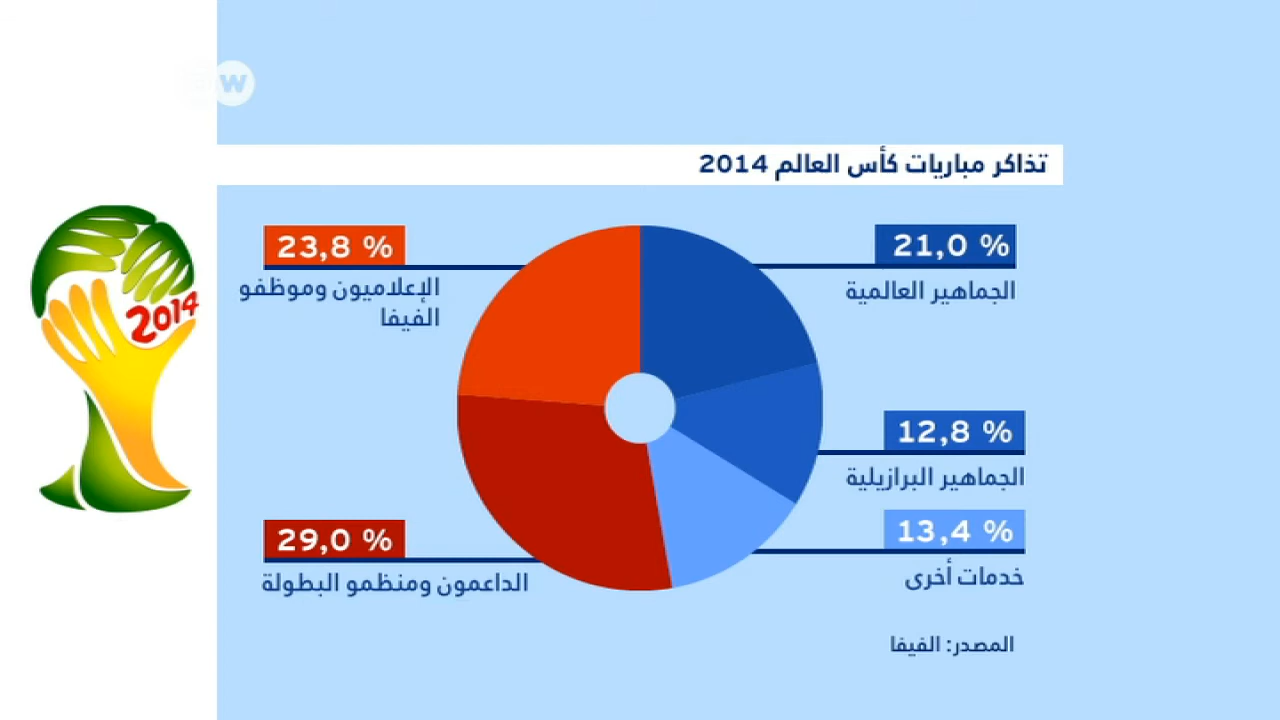 W
تذاكر مباريات كأس العالم 2014
21,0 %
الجماهير العالمية
12,8 %
الجماهير البرازيلية
13,4 %
خدمات أخرى
23,8 %
الإعلاميون وموظفو
الفيفا
29,0 %
الداعمون ومنظمو البطولة
المصدر: الفيفا
2014